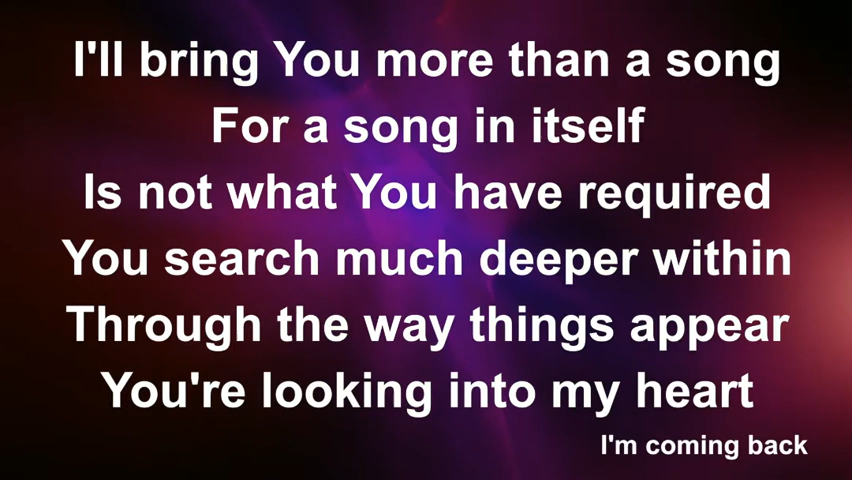 I'll bring You more than a song
For a song in itself
Is not what You have required
You search much deeper within
Through the way things appear
You're looking into my heart
I'm coming back